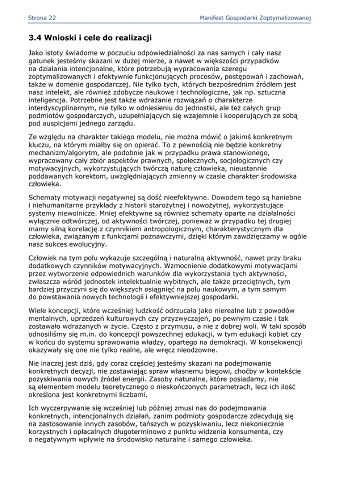 Strona 22
Manifest Gospodarki Zoptymalizowanej
3.4 Wnioski i cele do realizacji
Jako istoty świadome w poczuciu odpowiedzialności za nas samych i cały nasz
gatunek jesteśmy skazani w dużej mierze, a nawet w większości przypadków
na działania intencjonalne, które potrzebują wypracowania szeregu
zoptymalizowanych i efektywnie funkcjonujących procesów, postępowań i zachowań,
także w domenie gospodarczej. Nie tylko tych, których bezpośrednim źródłem jest
nasz intelekt, ale również zdobycze naukowe i technologiczne, jak np. sztuczna
inteligencja. Potrzebne jest także wdrażanie rozwiązań o charakterze
interdyscyplinarnym, nie tylko w odniesieniu do jednostki, ale też całych grup
podmiotów gospodarczych, uzupełniających się wzajemnie i kooperujących ze sobą
pod auspicjami jednego zarządu.
Ze względu na charakter takiego modelu, nie można mówić o jakimś konkretnym
kluczu, na którym miałby się on opierać. To z pewnością nie będzie konkretny
mechanizm/algorytm, ale podobnie jak w przypadku prawa stanowionego,
wypracowany cały zbiór aspektów prawnych, społecznych, socjologicznych czy
motywacyjnych, wykorzystujących twórczą naturę człowieka, nieustannie
poddawanych korektom, uwzględniających zmienny w czasie charakter środowiska
człowieka.
Schematy motywacji negatywnej są dość nieefektywne. Dowodem tego są haniebne
i niehumanitarne przykłady z historii starożytnej i nowożytnej, wykorzystujące
systemy niewolnicze. Mniej efektywne są również schematy oparte na działalności
wyłącznie odtwórczej, od aktywności twórczej, ponieważ w przypadku tej drugiej
mamy silną korelację z czynnikiem antropologicznym, charakterystycznym dla
człowieka, związanym z funkcjami poznawczymi, dzięki którym zawdzięczamy w ogóle
nasz sukces ewolucyjny.
Człowiek na tym polu wykazuje szczególną i naturalną aktywność, nawet przy braku
dodatkowych czynników motywacyjnych. Wzmocnienie dodatkowymi motywacjami
przez wytworzenie odpowiednich warunków dla wykorzystania tych aktywności,
zwłaszcza wśród jednostek intelektualnie wybitnych, ale także przeciętnych, tym
bardziej przyczyni się do większych osiągnięć na polu naukowym, a tym samym
do powstawania nowych technologii i efektywniejszej gospodarki.
Wiele koncepcji, które wcześniej ludzkość odrzucała jako nierealne lub z powodów
mentalnych, uprzedzeń kulturowych czy przyzwyczajeń, po pewnym czasie i tak
zostawało wdrażanych w życie. Często z przymusu, a nie z dobrej woli. W taki sposób
odnosiliśmy się m.in. do koncepcji powszechnej edukacji, w tym edukacji kobiet czy
w końcu do systemu sprawowania władzy, opartego na demokracji. W konsekwencji
okazywały się one nie tylko realne, ale wręcz nieodzowne.
Nie inaczej jest dziś, gdy coraz częściej jesteśmy skazani na podejmowanie
konkretnych decyzji, nie zostawiając spraw własnemu biegowi, choćby w kontekście
pozyskiwania nowych źródeł energii. Zasoby naturalne, które posiadamy, nie
są elementem modelu teoretycznego o nieskończonych parametrach, lecz ich ilość
określona jest konkretnymi liczbami.
Ich wyczerpywanie się wcześniej lub później zmusi nas do podejmowania
konkretnych, intencjonalnych działań, zanim podmioty gospodarcze zdecydują się
na zastosowanie innych zasobów, tańszych w pozyskiwaniu, lecz niekoniecznie
korzystnych i opłacalnych długoterminowo z punktu widzenia konsumenta, czy
o negatywnym wpływie na środowisko naturalne i samego człowieka.